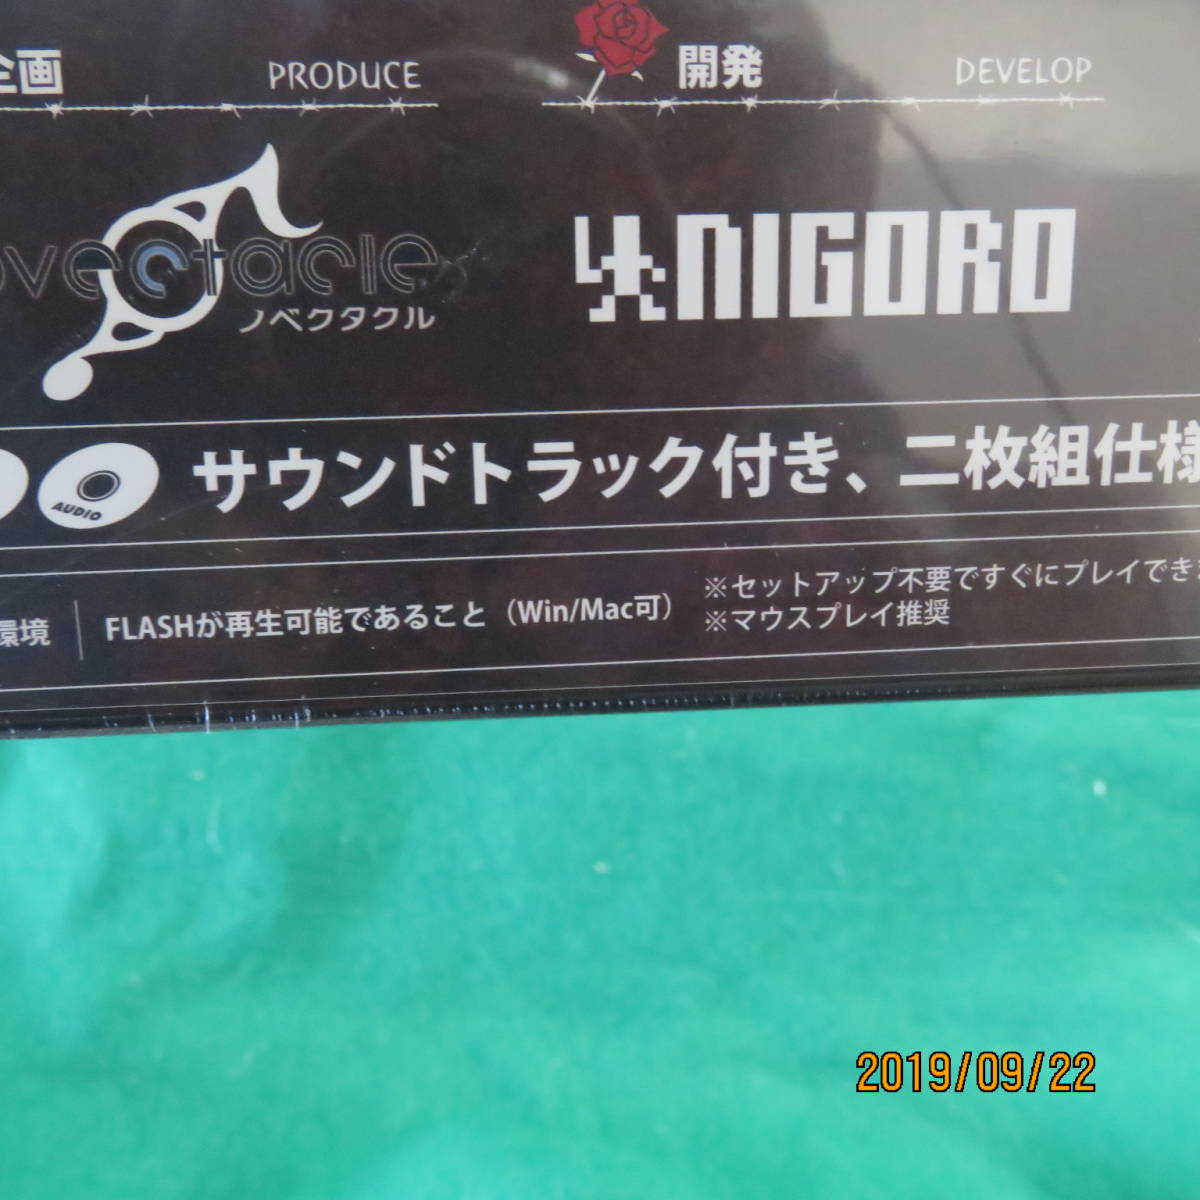 企画 PRODUCE
開発 DEVELOP
ovectacle
ノベクタクル
NIGORO
AUDIO
サウンドトラック付き、二枚組仕様
環境
FLASHが再生可能であること（Win/Mac可）
※セットアップ不要ですぐにプレイできま
※マウスプレイ推奨
2019/09/22